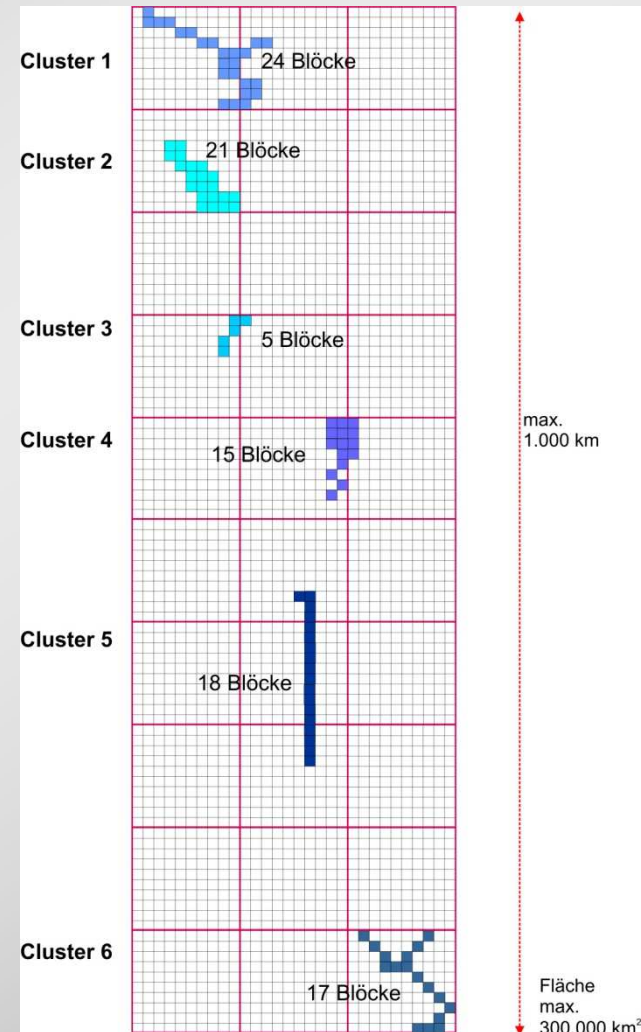 Cluster 1
24 Blöcke
Cluster 2
21 Blöcke
Cluster 3
5 Blöcke
Cluster 4
15 Blöcke
max.
1.000 km
Cluster 5
18 Blöcke
Cluster 6
17 Blöcke
Fläche
max.
300.000 km²